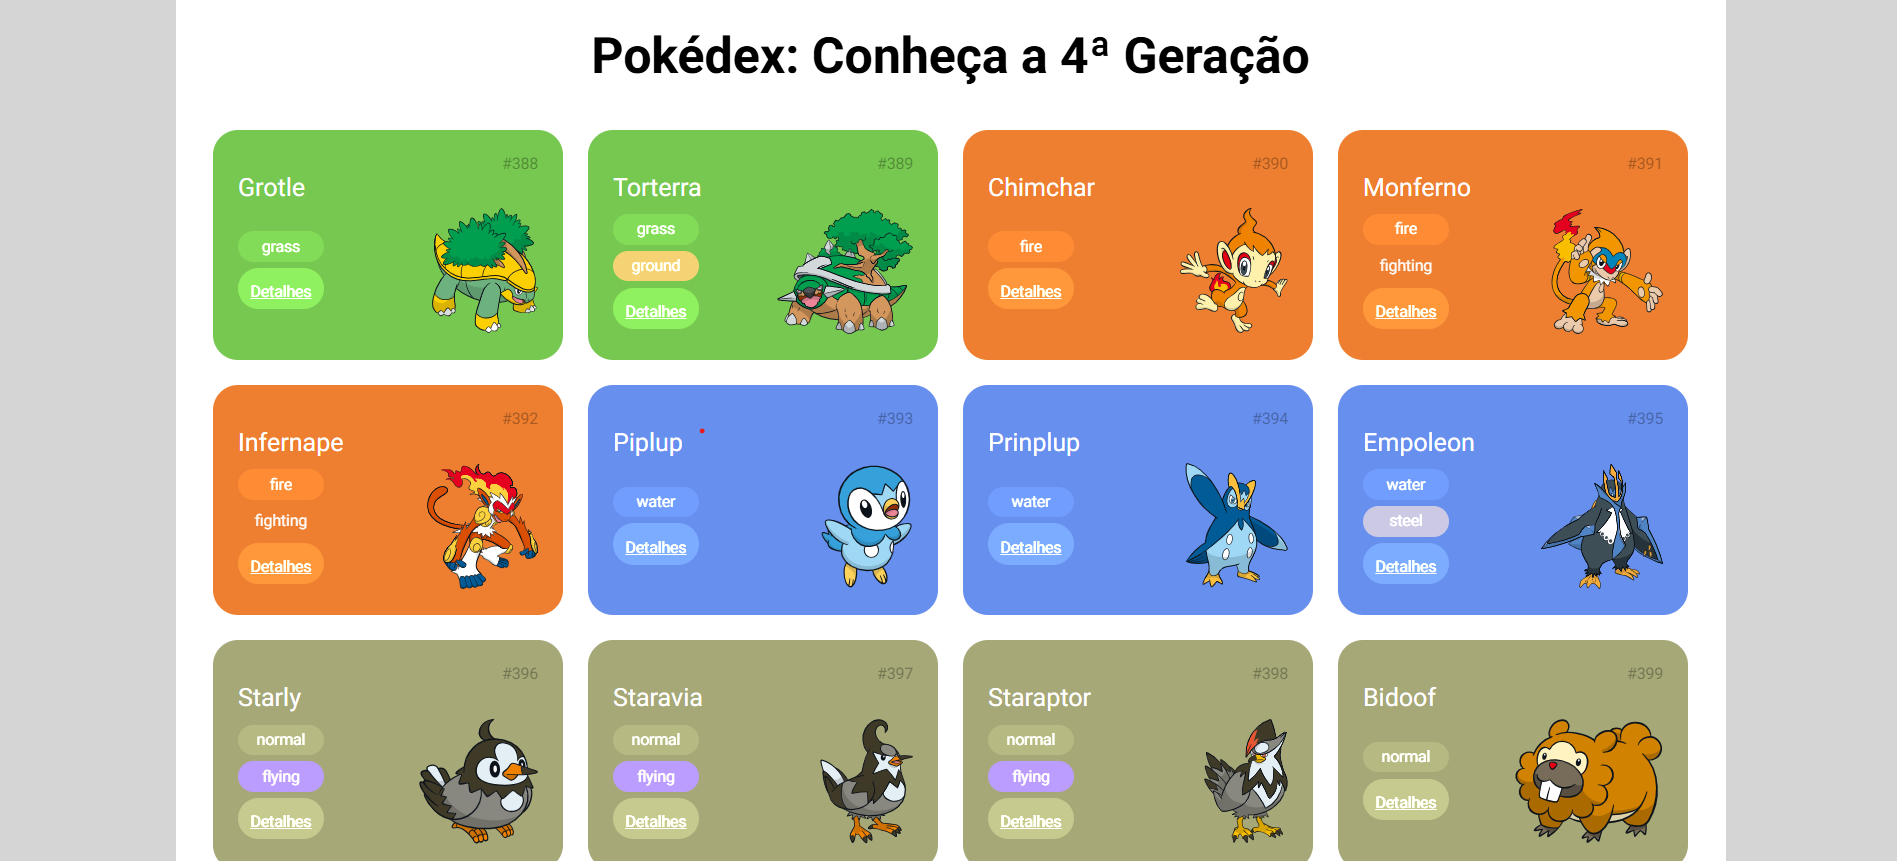 Pokédex: Conheça a 4ª Geração
#388
Grotle
grass
Detalhes
#389
Torterra
grass
ground
Detalhes
#390
Chimchar
fire
Detalhes
#391
Monferno
fire
fighting
Detalhes
#392
Infernape
fire
fighting
Detalhes
#393
Piplup
water
Detalhes
#394
Prinplup
water
Detalhes
#395
Empoleon
water
steel
Detalhes
#396
Starly
normal
flying
Detalhes
#397
Staravia
normal
flying
Detalhes
#398
Staraptor
normal
flying
Detalhes
#399
Bidoof
normal
Detalhes